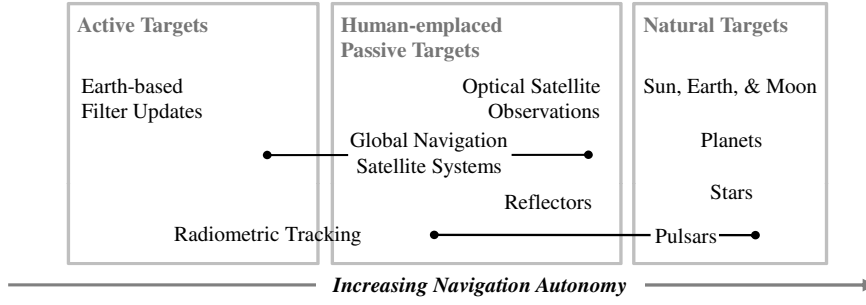 Active Targets
Human-emplaced
Passive Targets
Natural Targets
Earth-based
Filter Updates
Optical Satellite
Observations
Sun, Earth, & Moon
Global Navigation
Satellite Systems
Planets
Reflectors
Stars
Radiometric Tracking
Pulsars
Increasing Navigation Autonomy